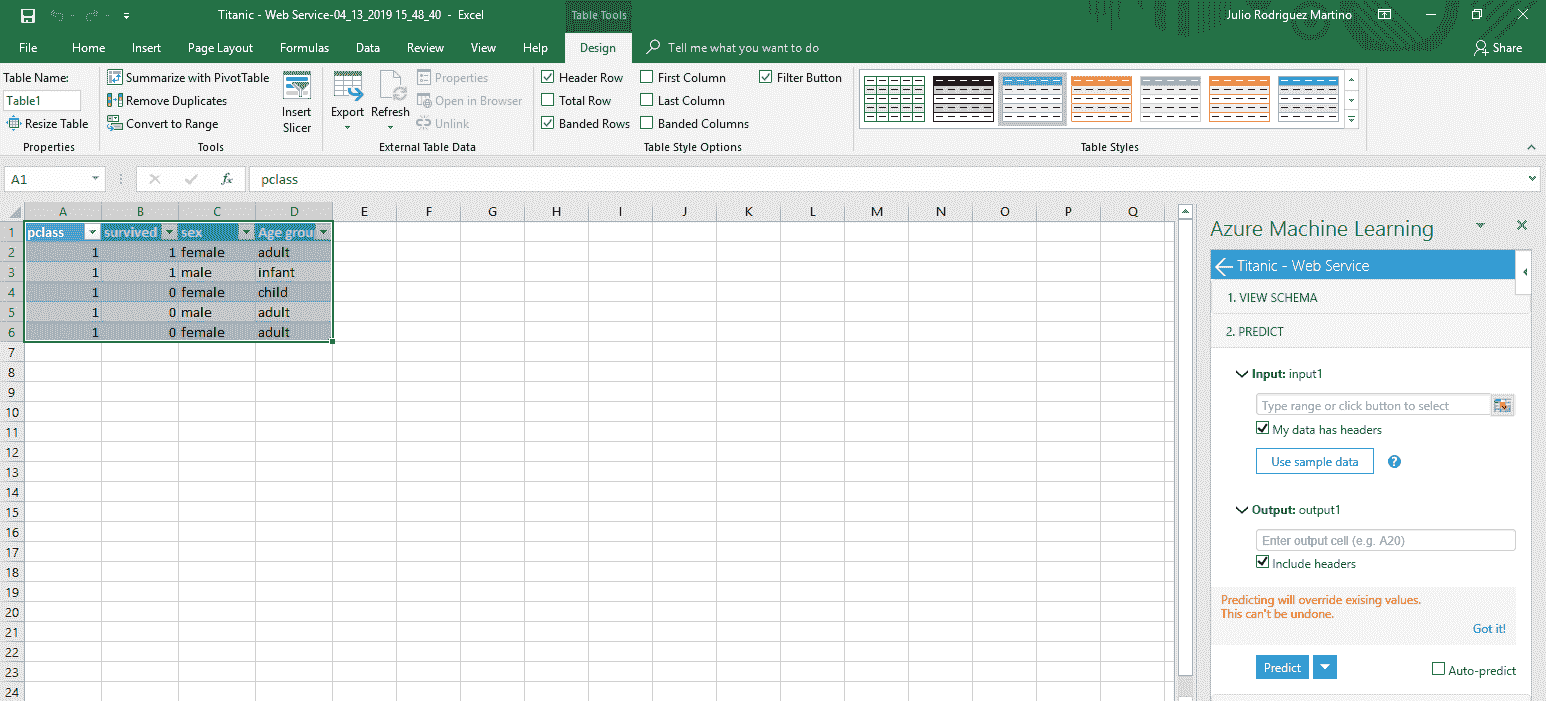 Titanic - Web Service-04_13_2019 15_48_40 - Excel
Table Tools
Julio Rodriguez Martino
File Home Insert Page Layout Formulas Data Review View Help Design Tell me what you want to do
Share
Table Name:
Table1
Resize Table
Properties
Summarize with PivotTable
Remove Duplicates
Convert to Range
Tools
Insert
Slicer
Export
Refresh
Properties
Open in Browser
Unlink
External Table Data
Header Row First Column Filter Button
Total Row Last Column
Banded Rows Banded Columns
Table Style Options
Table Styles
A1 fx pclass
A B C D E F G H I J K L M N O P Q
1 pclass survived sex Age grou
2 1 1 female adult
3 1 1 male infant
4 1 0 female child
5 1 0 male adult
6 1 0 female adult
7
8
9
10
11
12
13
14
15
16
17
18
19
20
21
22
23
24
Azure Machine Learning
Titanic - Web Service
1. VIEW SCHEMA
2. PREDICT
Input: input1
Type range or click button to select
My data has headers
Use sample data ?
Output: output1
Enter output cell (e.g. A20)
Include headers
Predicting will override exising values.
This can't be undone.
Got it!
Predict
Auto-predict